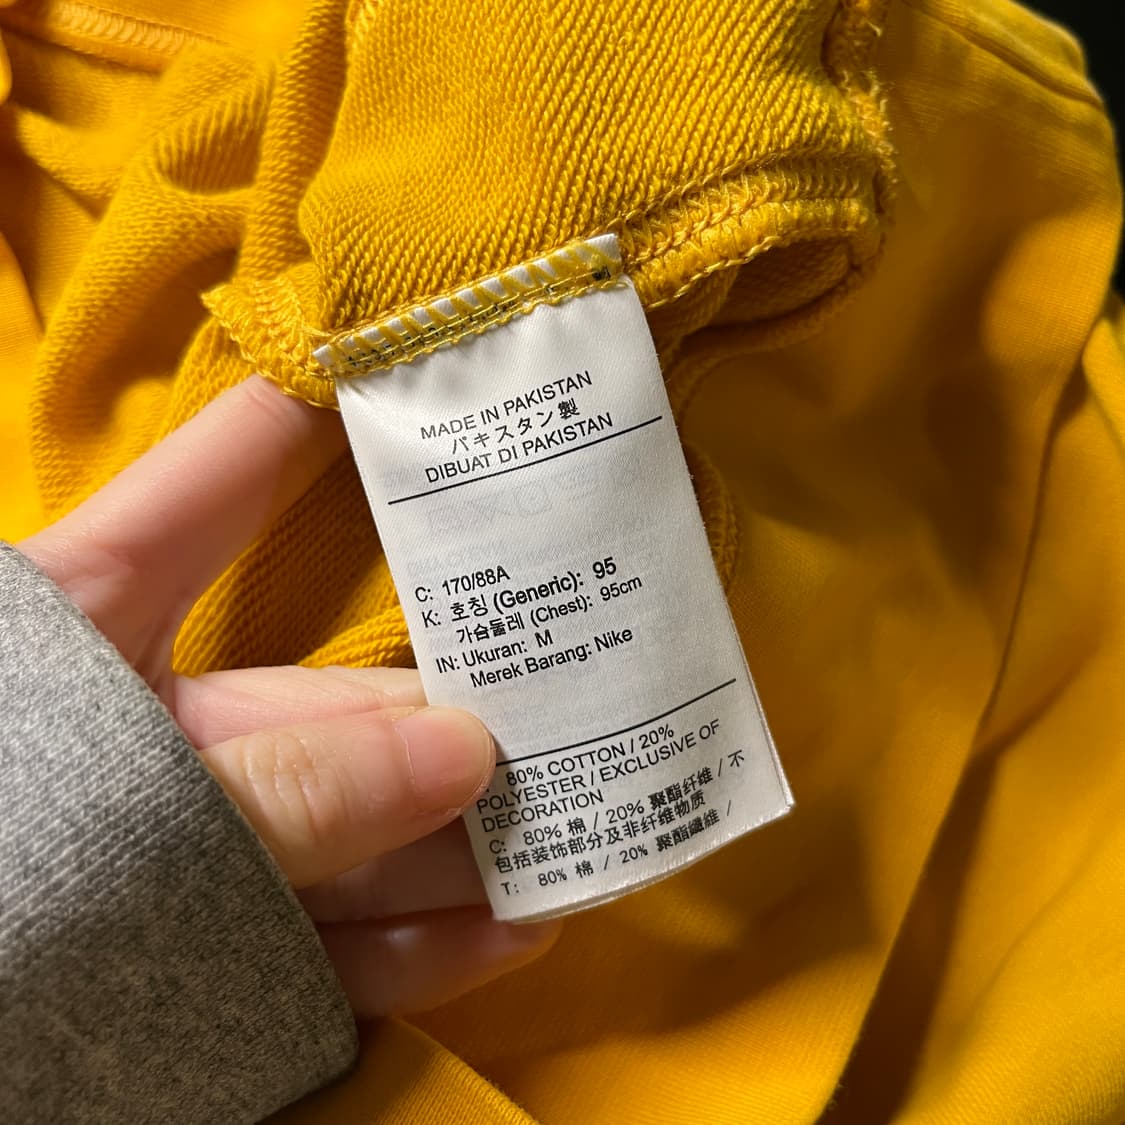 MADE IN PAKISTAN
パキスタン製
DIBUAT DI PAKISTAN
C: 170/88A
K: 호칭 (Generic): 95
가슴둘레 (Chest): 95cm
IN: Ukuran: M
Merek Barang: Nike
80% COTTON / 20%
POLYESTER / EXCLUSIVE OF
DECORATION
C: 80% 棉 / 20% 聚酯纤维 / 不
包括装饰部分及非纤维物质
T: 80% 棉 / 20% 聚酯纖維 /